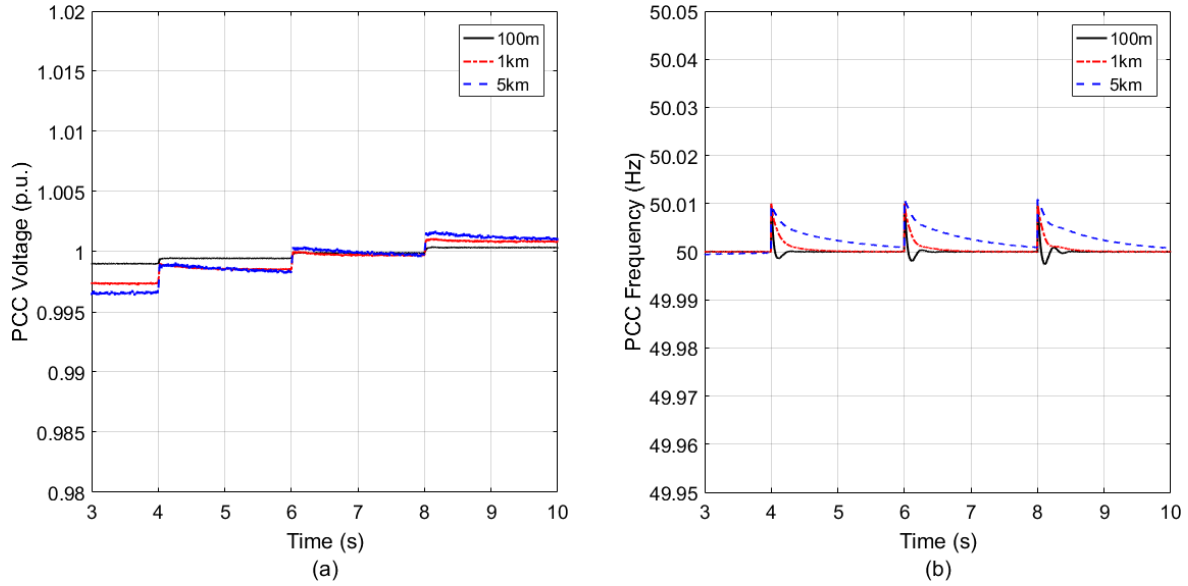 1.02
1.015
1.01
1.005
1
0.995
0.99
0.985
0.98
PCC Voltage (p.u.)
3 4 5 6 7 8 9 10
Time (s)
(a)
100m
1km
5km
50.05
50.04
50.03
50.02
50.01
50
49.99
49.98
49.97
49.96
49.95
PCC Frequency (Hz)
3 4 5 6 7 8 9 10
Time (s)
(b)
100m
1km
5km